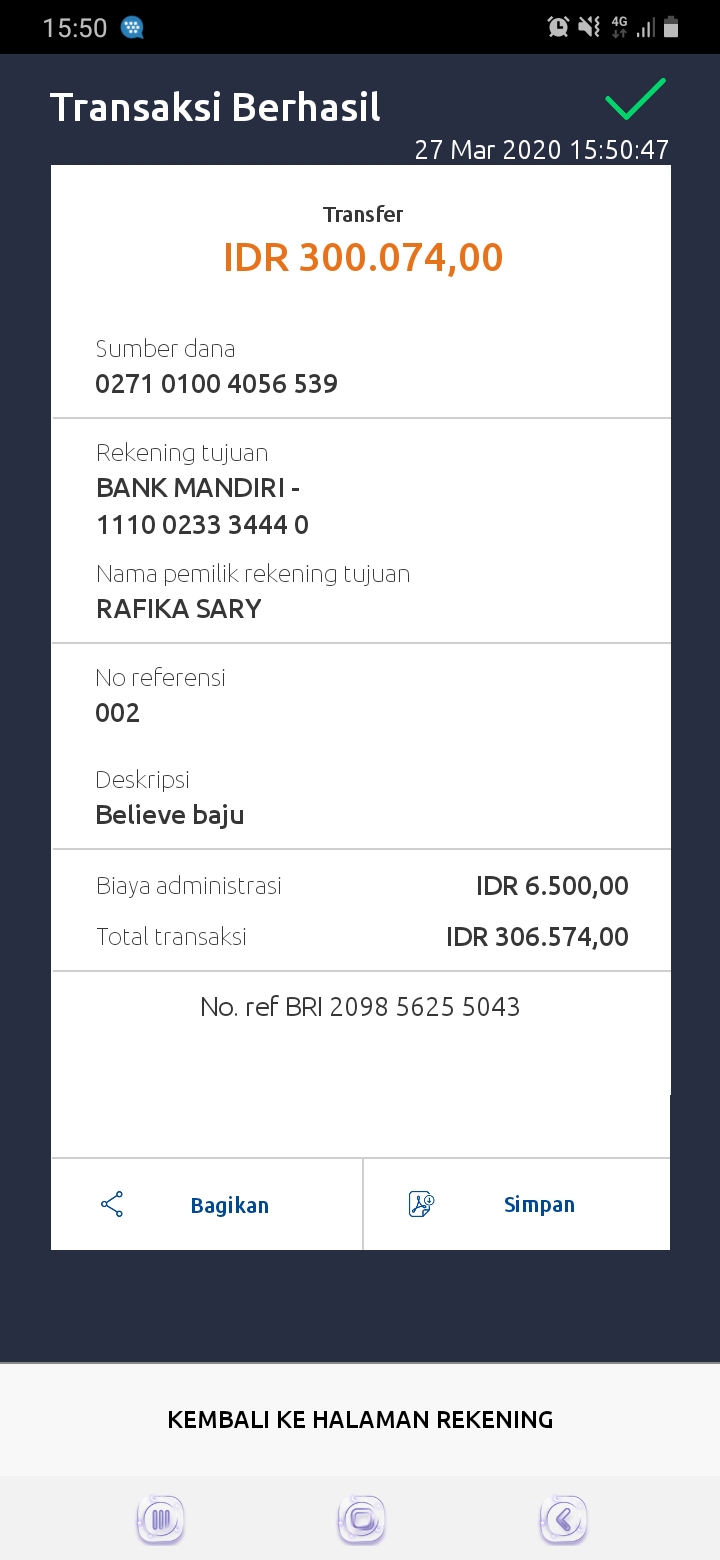 15:50
4G
Transaksi Berhasil
27 Mar 2020 15:50:47
Transfer
IDR 300.074,00
Sumber dana
0271 0100 4056 539
Rekening tujuan
BANK MANDIRI -
1110 0233 3444 0
Nama pemilik rekening tujuan
RAFIKA SARY
No referensi
002
Deskripsi
Believe baju
Biaya administrasi IDR 6.500,00
Total transaksi IDR 306.574,00
No. ref BRI 2098 5625 5043
Bagikan Simpan
KEMBALI KE HALAMAN REKENING